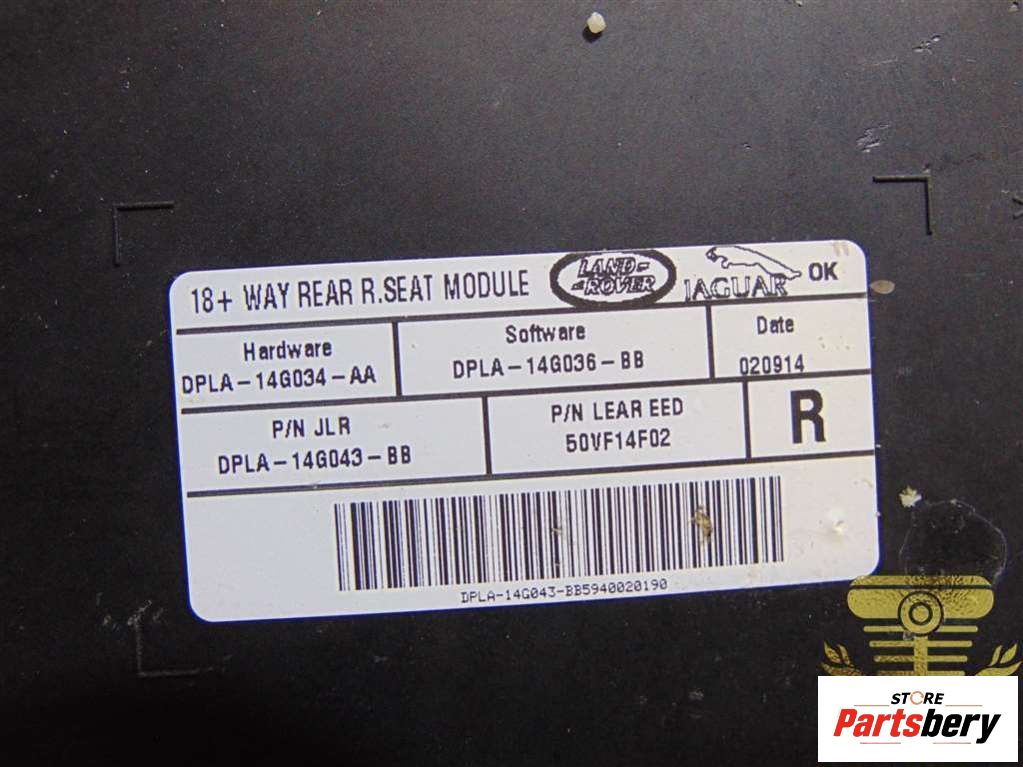 18+ WAY REAR R.SEAT MODULE LAND-ROVER JAGUAR OK
Hardware Software Date
DPLA-14G034-AA DPLA-14G036-BB 020914
P/N JLR P/N LEAR EED R
DPLA-14G043-BB 50VF14F02
DPLA-14G043-BB5940020190
STORE
Partsbery